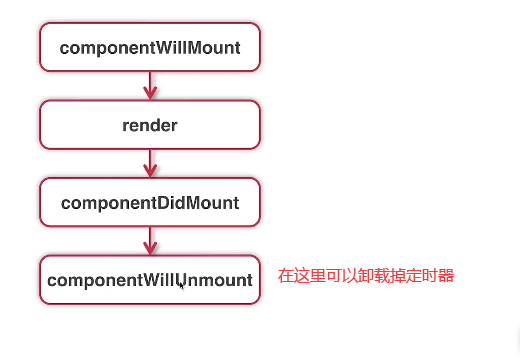 componentWillMount
render
componentDidMount
componentWillUnmount
在这里可以卸载掉定时器